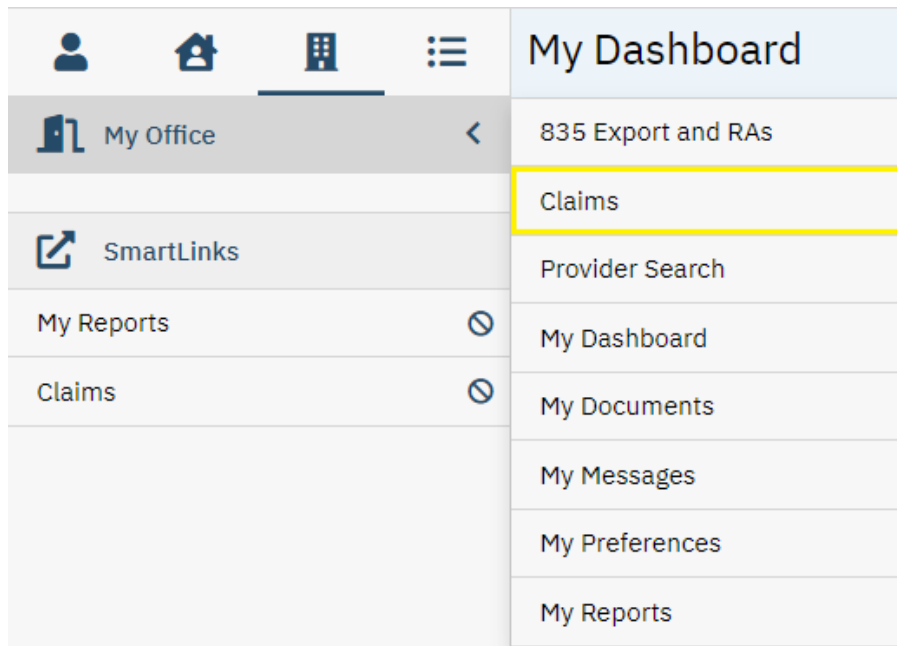 My Office
SmartLinks
My Reports
Claims
My Dashboard
835 Export and RAs
Claims
Provider Search
My Dashboard
My Documents
My Messages
My Preferences
My Reports